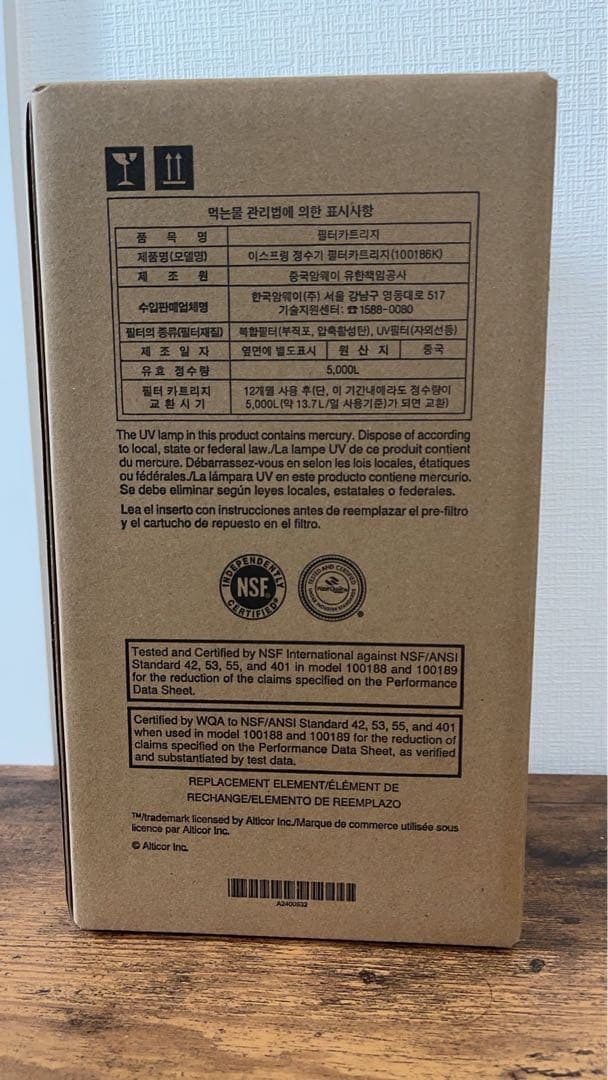 먹는물 관리법에 의한 표시사항
품 목 명 필터카트리지
제품명(모델명) 이스프링 정수기 필터카트리지(100186K)
제 조 원 중국암웨이 유한책임공사
수입판매업체명 한국암웨이(주) 서울 강남구 영동대로 517
기술지원센터: ☎1588-0080
필터의 종류(필터재질) 복합필터(부직포, 압축활성탄), UV필터(자외선등)
제 조 일 자 옆면에 별도표시 원 산 지 중국
유 효 정 수 량 5,000L
필터 카트리지 12개월 사용 후(단, 이 기간내에라도 정수량이
교 환 시 기 5,000L(약 13.7L/일 사용기준)가 되면 교환)
The UV lamp in this product contains mercury. Dispose of according
to local, state or federal law./La lampe UV de ce produit contient
du mercure. Débarrassez-vous en selon les lois locales, étatiques
ou fédérales./La lámpara UV en este producto contiene mercurio.
Se debe eliminar según leyes locales, estatales o federales.
Lea el inserto con instrucciones antes de reemplazar el pre-filtro
y el cartucho de repuesto en el filtro.
INDEPENDENTLY
NSF
CERTIFIED
TESTED AND CERTIFIED
UNDER INDUSTRY STANDARDS
Tested and Certified by NSF International against NSF/ANSI
Standard 42, 53, 55, and 401 in model 100188 and 100189
for the reduction of the claims specified on the Performance
Data Sheet.
Certified by WQA to NSF/ANSI Standard 42, 53, 55, and 401
when used in model 100188 and 100189 for the reduction of
claims specified on the Performance Data Sheet, as verified
and substantiated by test data.
REPLACEMENT ELEMENT/ÉLÉMENT DE
RECHANGE/ELEMENTO DE REEMPLAZO
™/trademark licensed by Alticor Inc./Marque de commerce utilisée sous
licence par Alticor Inc.
© Alticor Inc.